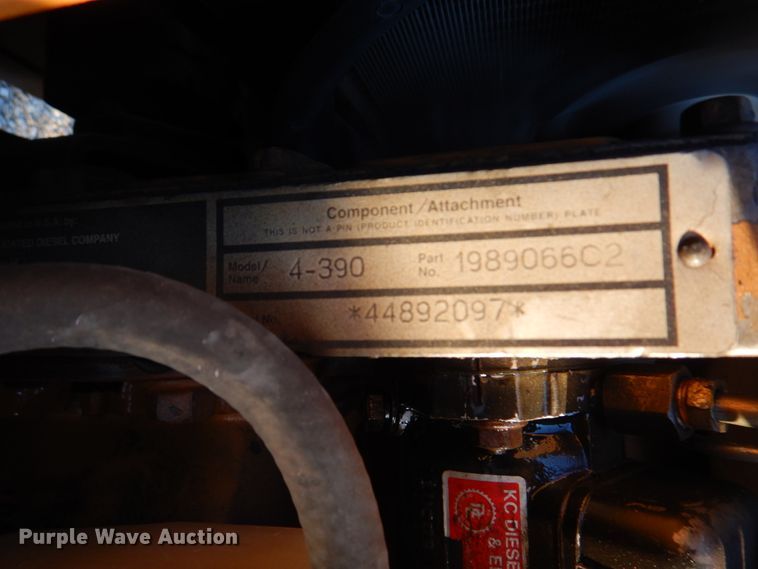 Component/Attachment
THIS IS NOT A PIN (PRODUCT IDENTIFICATION NUMBER) PLATE
DIESEL COMPANY
Model/ Name 4-390 Part No. 1989066C2
No. *44892097*
KC DIESE
& E
Purple Wave Auction